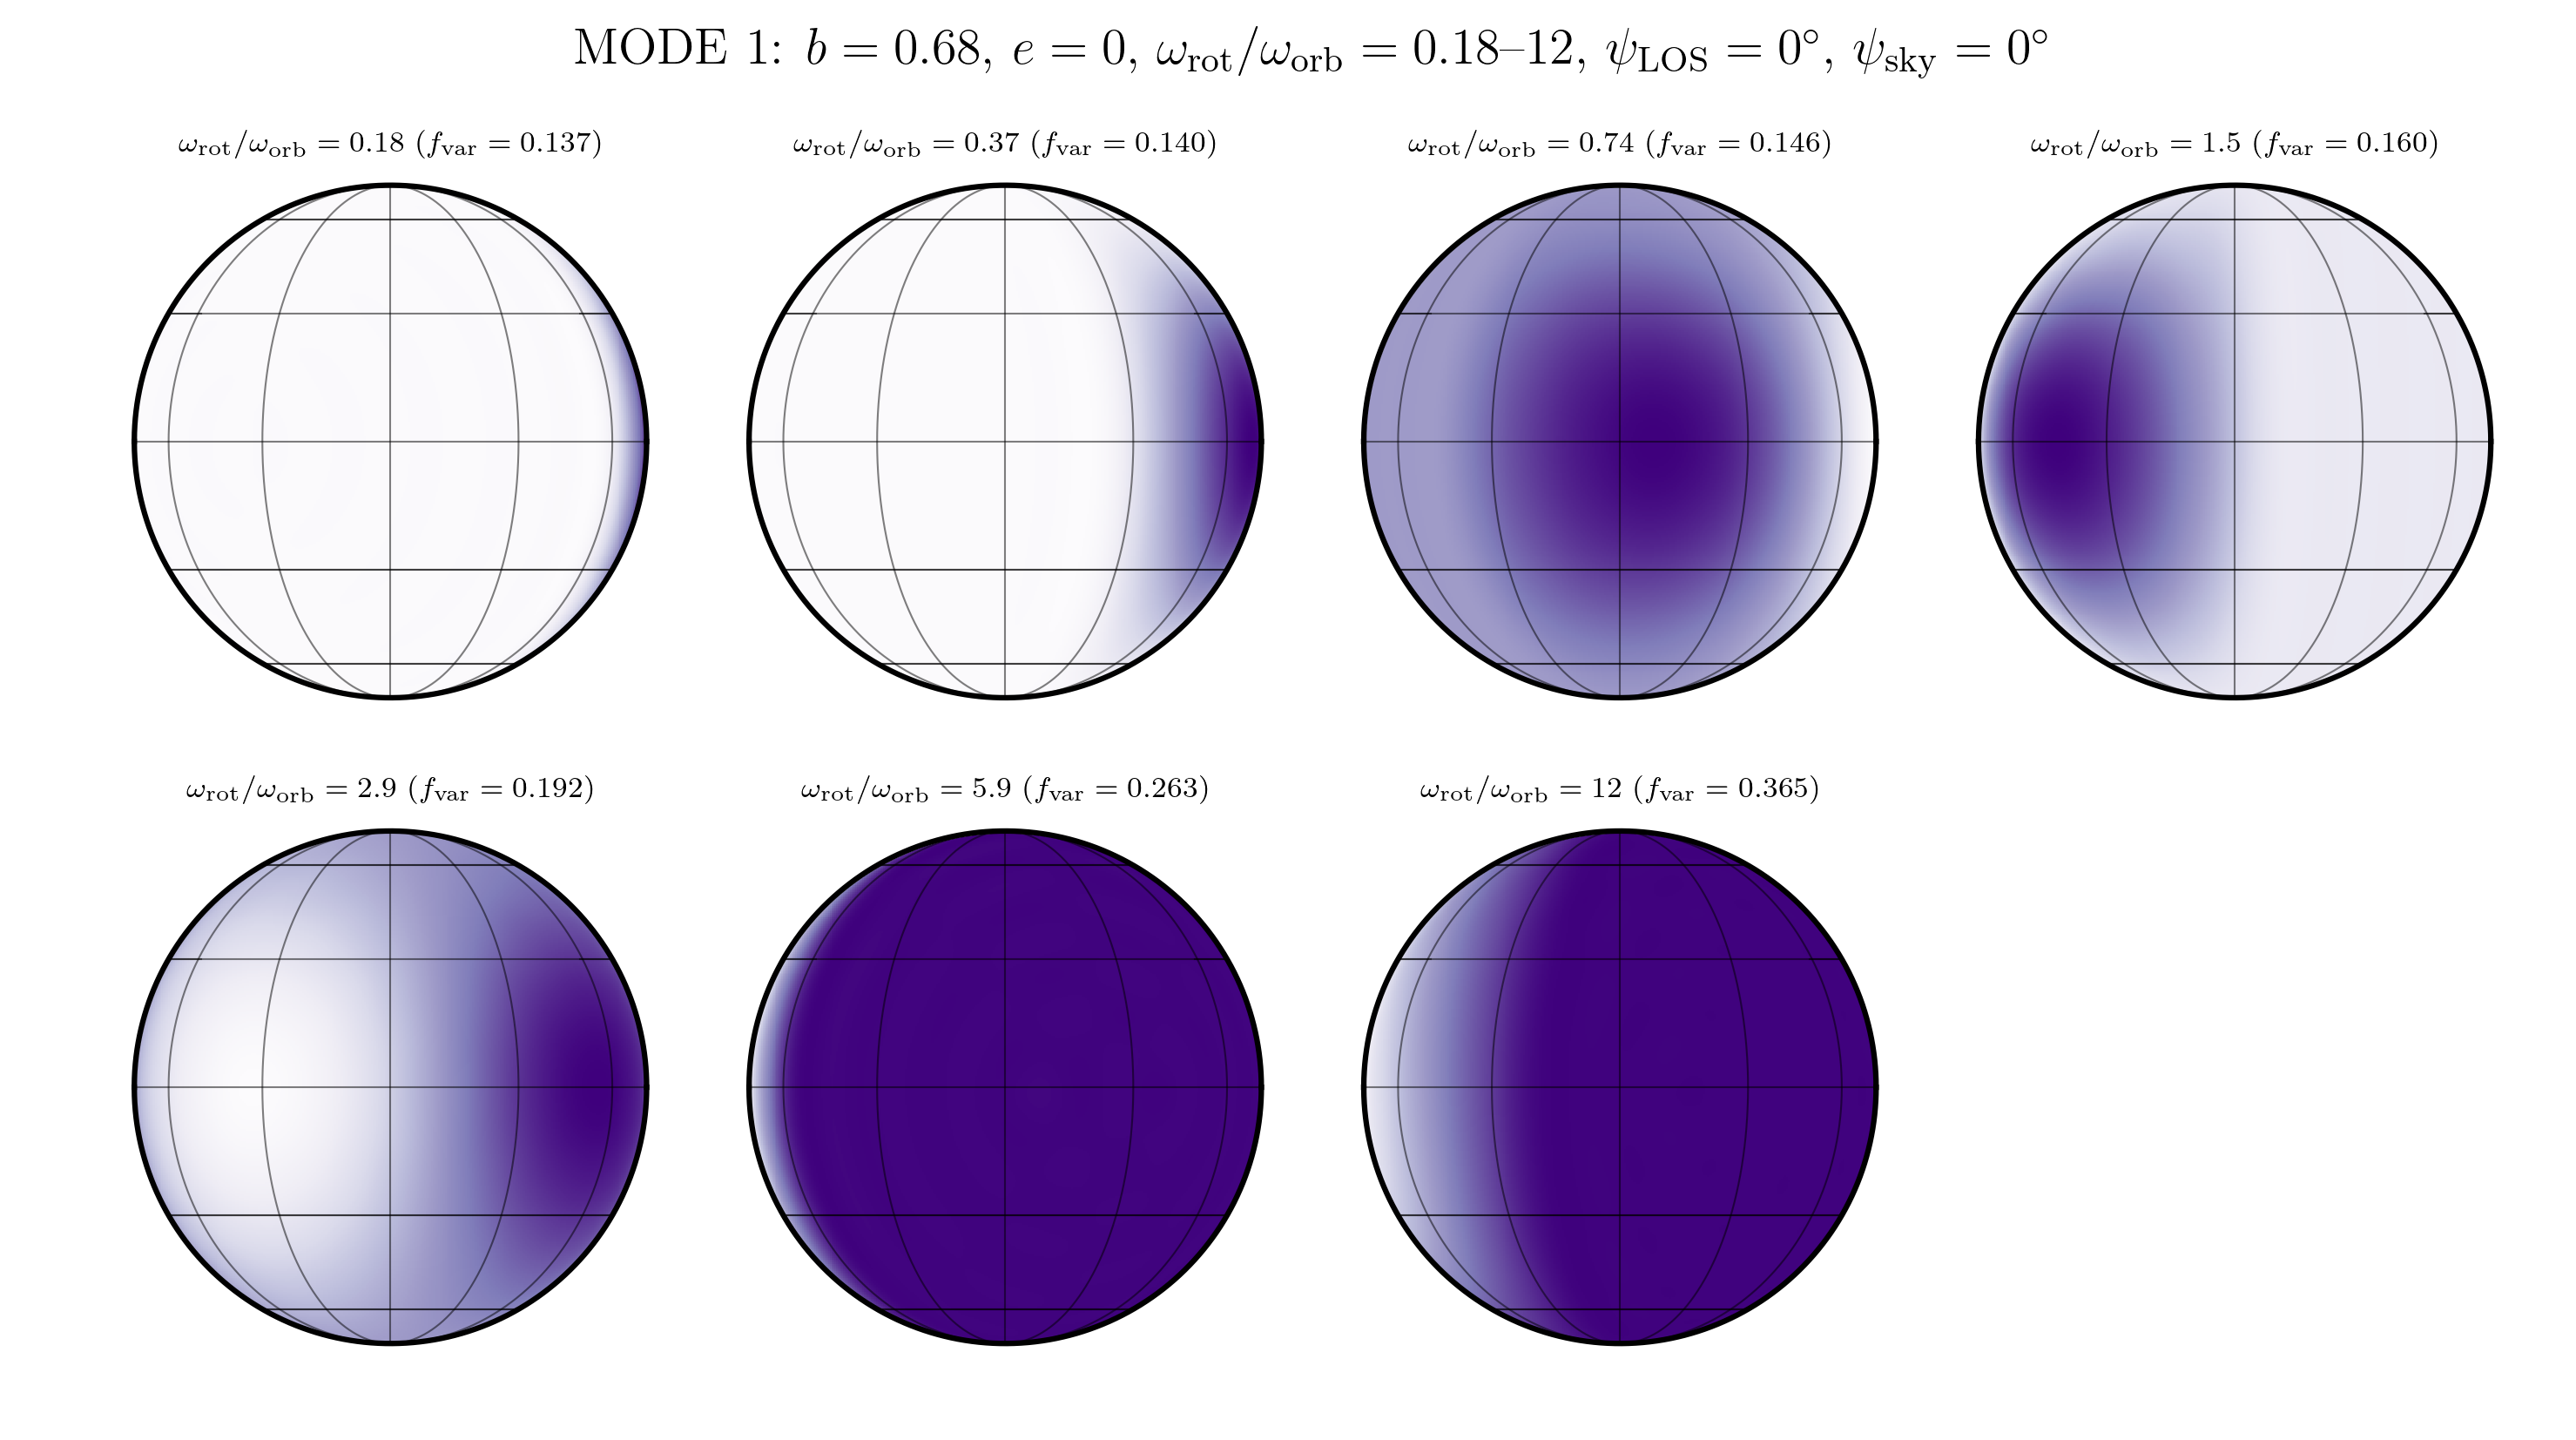 MODE 1: b = 0.68, e = 0, ω_rot/ω_orb = 0.18–12, ψ_LOS = 0°, ψ_sky = 0°
ω_rot/ω_orb = 0.18 (f_var = 0.137)
ω_rot/ω_orb = 0.37 (f_var = 0.140)
ω_rot/ω_orb = 0.74 (f_var = 0.146)
ω_rot/ω_orb = 1.5 (f_var = 0.160)
ω_rot/ω_orb = 2.9 (f_var = 0.192)
ω_rot/ω_orb = 5.9 (f_var = 0.263)
ω_rot/ω_orb = 12 (f_var = 0.365)